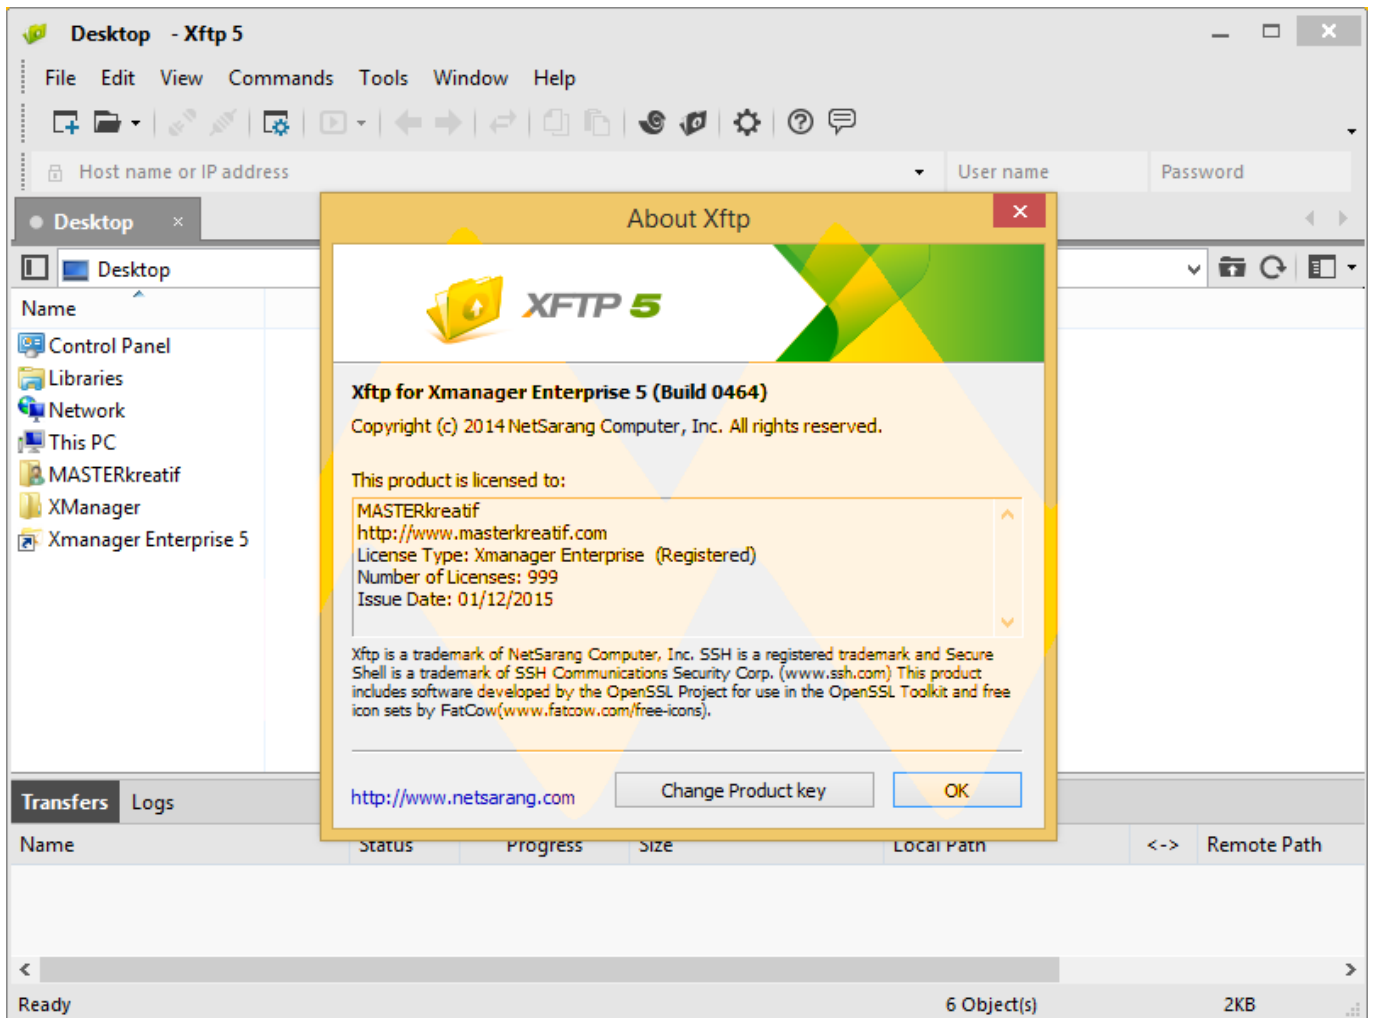 Desktop - Xftp 5
File Edit View Commands Tools Window Help
Host name or IP address User name Password
Desktop
About Xftp
Desktop
XFTP 5
Name
Control Panel
Libraries
Network
This PC
MASTERkreatif
XManager
Xmanager Enterprise 5
Xftp for Xmanager Enterprise 5 (Build 0464)
Copyright (c) 2014 NetSarang Computer, Inc. All rights reserved.
This product is licensed to:
MASTERkreatif
http://www.masterkreatif.com
License Type: Xmanager Enterprise (Registered)
Number of Licenses: 999
Issue Date: 01/12/2015
Xftp is a trademark of NetSarang Computer, Inc. SSH is a registered trademark and Secure
Shell is a trademark of SSH Communications Security Corp. (www.ssh.com) This product
includes software developed by the OpenSSL Project for use in the OpenSSL Toolkit and free
icon sets by FatCow(www.fatcow.com/free-icons).
http://www.netsarang.com Change Product key OK
Transfers Logs
Name Status Progress Size Local Path <-> Remote Path
Ready 6 Object(s) 2KB